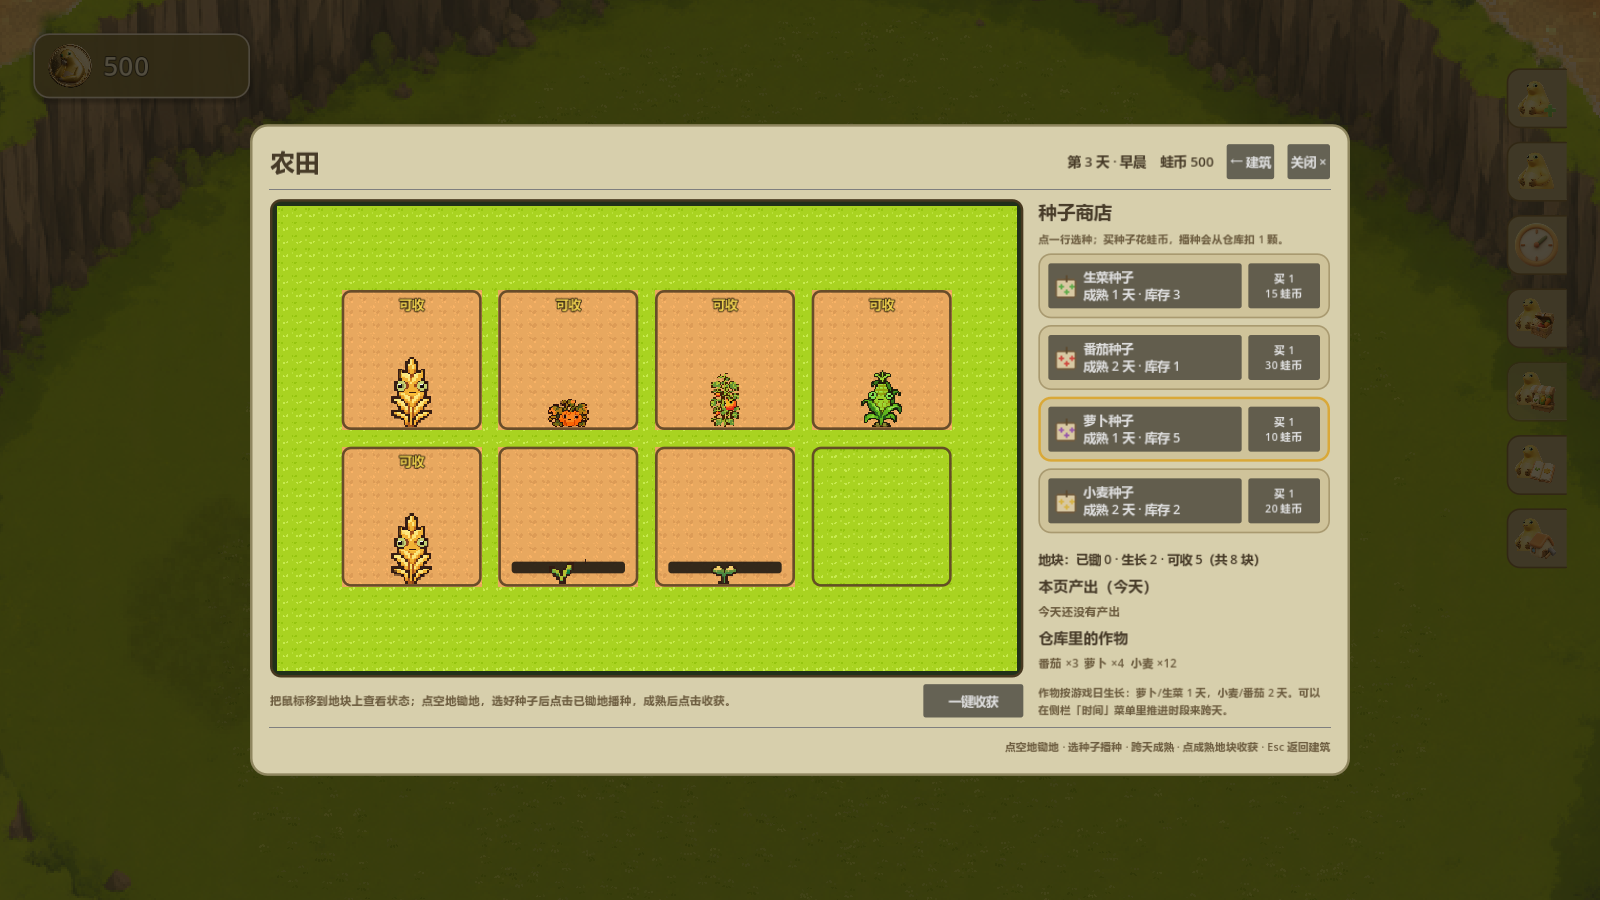 500
农田
第 3 天 · 早晨 蛙币 500
← 建筑
关闭 ×
可收
可收
可收
可收
可收
种子商店
点一行选种；买种子花蛙币，播种会从仓库扣 1 颗。
生菜种子
成熟 1 天 · 库存 3
买 1
15 蛙币
番茄种子
成熟 2 天 · 库存 1
买 1
30 蛙币
萝卜种子
成熟 1 天 · 库存 5
买 1
10 蛙币
小麦种子
成熟 2 天 · 库存 2
买 1
20 蛙币
地块：已锄 0 · 生长 2 · 可收 5（共 8 块）
本页产出（今天）
今天还没有产出
仓库里的作物
番茄 ×3 萝卜 ×4 小麦 ×12
作物按游戏日生长：萝卜/生菜 1 天，小麦/番茄 2 天。可以
在侧栏「时间」菜单里推进时段来跨天。
把鼠标移到地块上查看状态；点空地锄地，选好种子后点击已锄地播种，成熟后点击收获。
一键收获
点空地锄地 · 选种子播种 · 跨天成熟 · 点成熟地块收获 · Esc 返回建筑